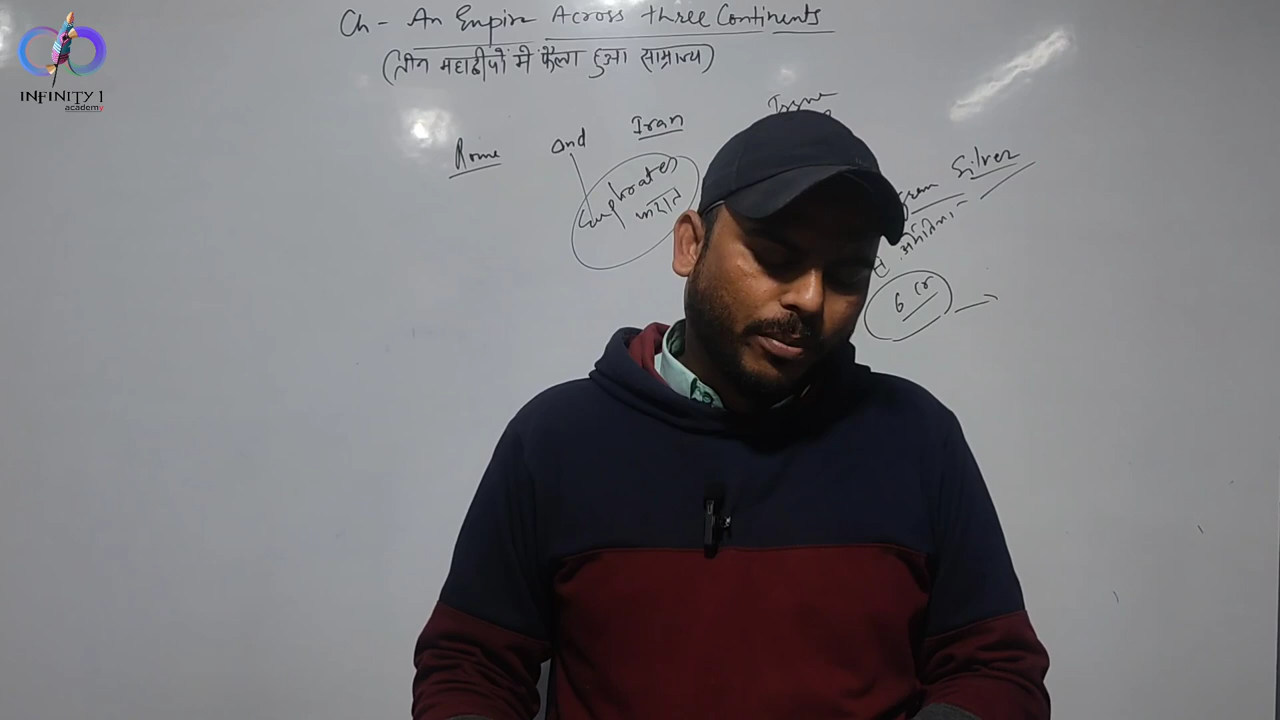 INFINITY 1
academy
Ch - An Empire Across three Continents
(तीन महाद्वीपों में फैला हुआ साम्राज्य)
Rome and Iran
Euphrates
Silver
6 cr